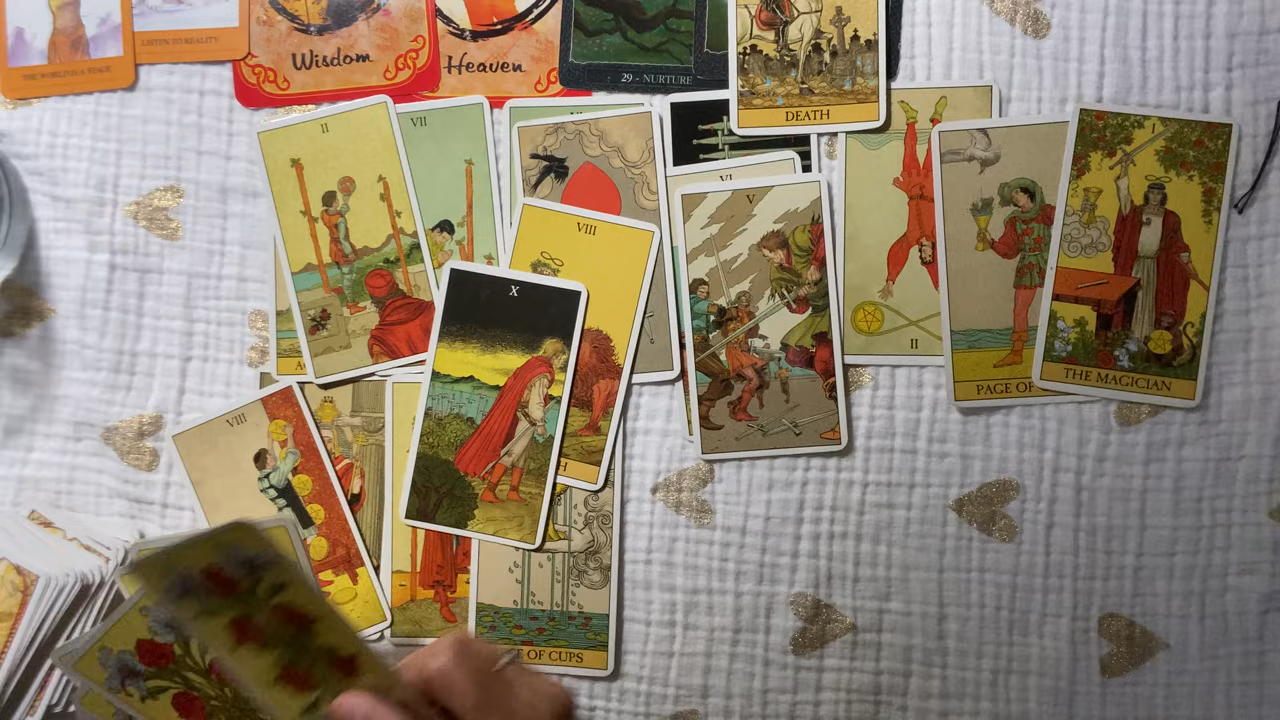 THE WORLD IS A STAGE
LISTEN TO REALITY
Wisdom
Heaven
29 - NURTURE
DEATH
II
VII
VIII
X
VIII
VI
V
II
PAGE OF
I
THE MAGICIAN
OF CUPS